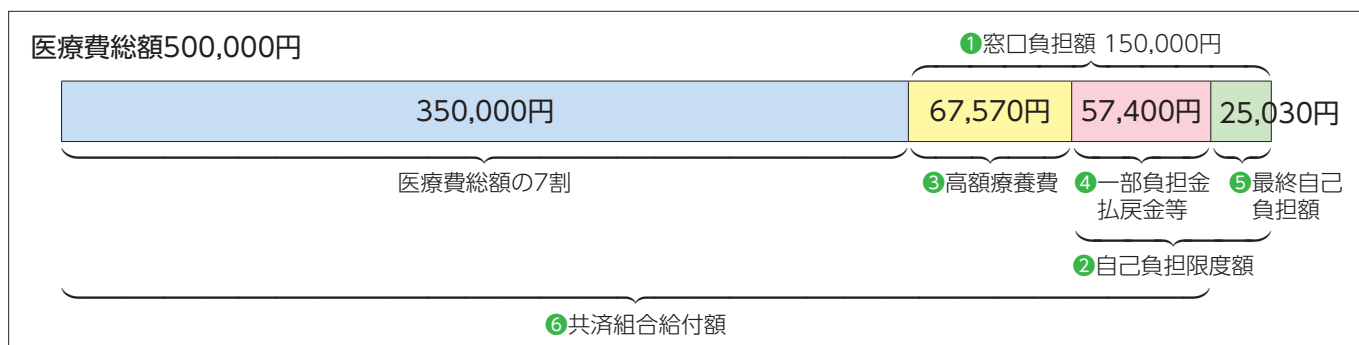 医療費総額500,000円
❶窓口負担額 150,000円
350,000円
67,570円
57,400円
25,030円
医療費総額の7割
❸高額療養費
❹一部負担金
払戻金等
❺最終自己
負担額
❷自己負担限度額
❻共済組合給付額